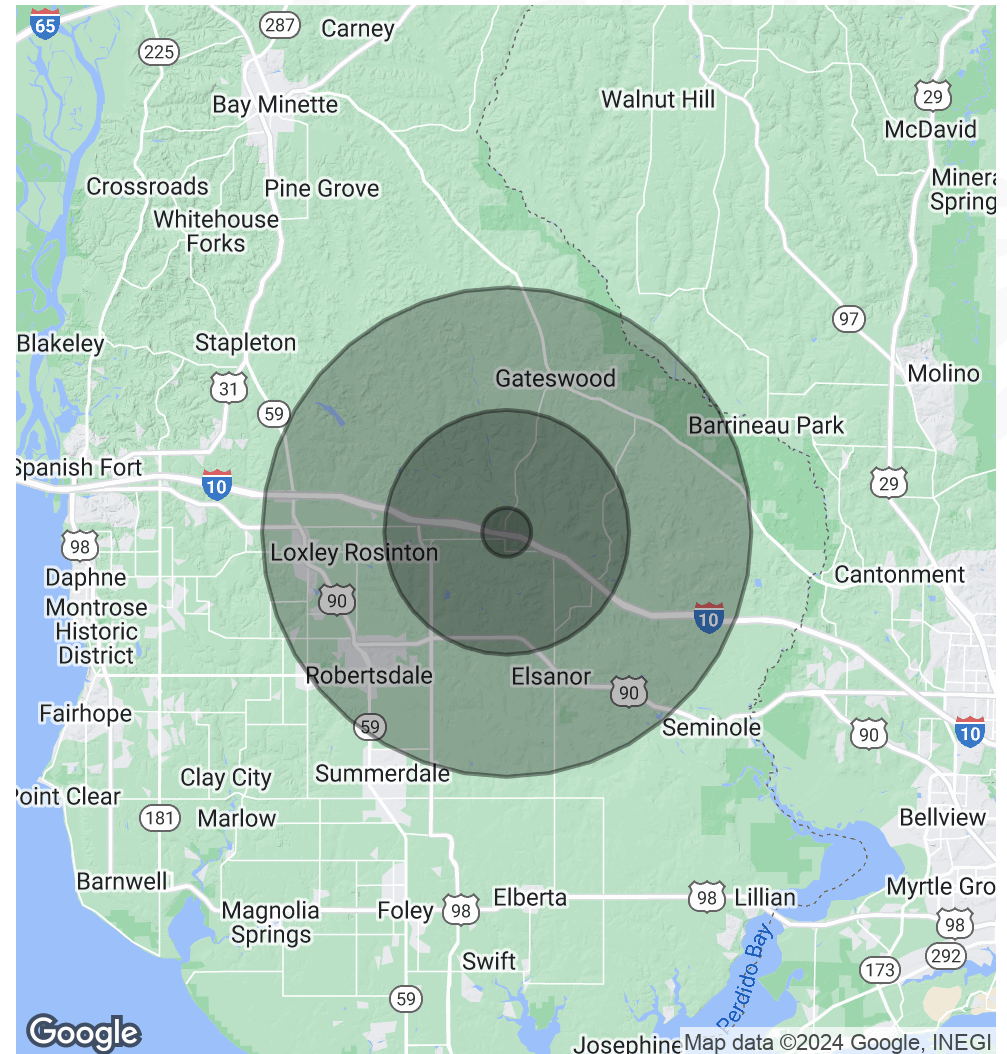 65
287
Carney
225
Bay Minette
Walnut Hill
29
McDavid
Crossroads
Pine Grove
Minera
Spring
Whitehouse
Forks
97
Blakeley
Stapleton
Molino
31
Gateswood
59
Barrineau Park
Spanish Fort
10
29
98
Loxley
Rosinton
Daphne
Cantonment
90
Montrose
Historic
District
10
Robertsdale
Elsanor
90
Fairhope
59
Seminole
90
10
Clay City
Summerdale
Point Clear
181
Marlow
Bellview
Barnwell
Myrtle Gro
Magnolia
Springs
Foley
98
Elberta
98
Lillian
98
Swift
Perdido Bay
292
173
59
Google
Josephine
Map data ©2024 Google, INEGI